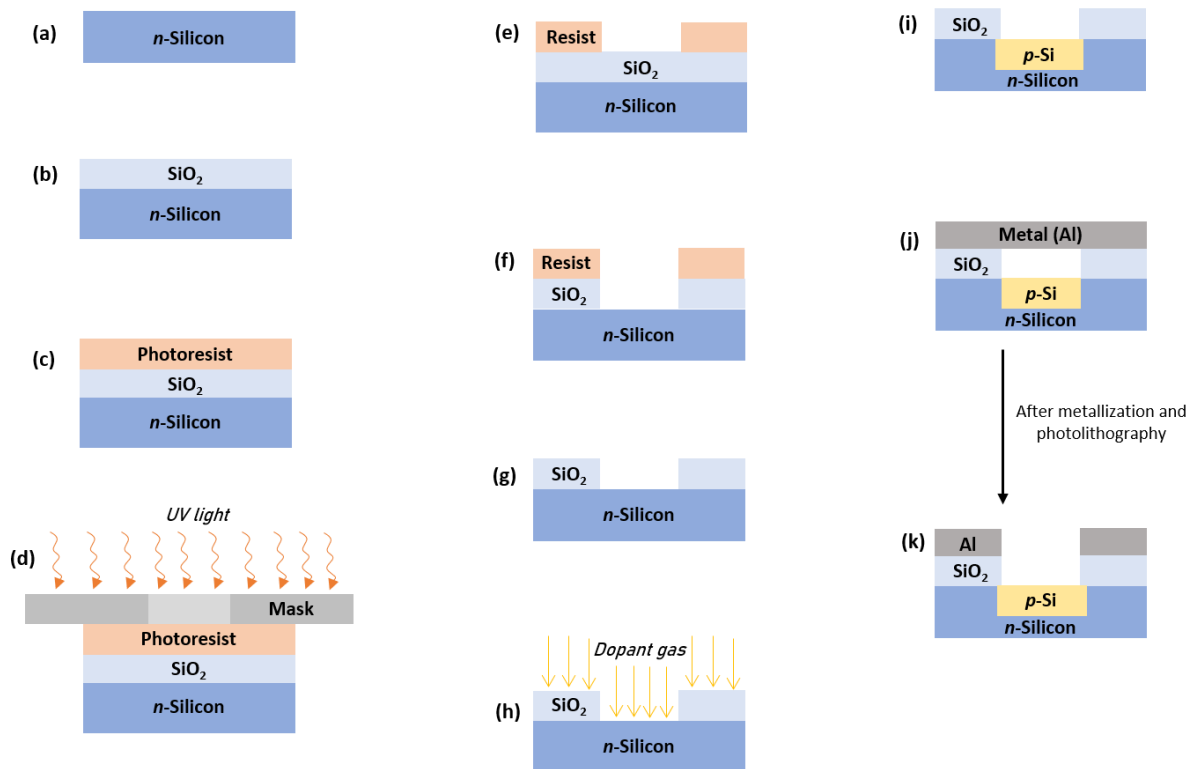 (a)
n-Silicon
(b)
SiO₂
n-Silicon
(c)
Photoresist
SiO₂
n-Silicon
UV light
(d)
Mask
Photoresist
SiO₂
n-Silicon
(e)
Resist
SiO₂
n-Silicon
(f)
Resist
SiO₂
n-Silicon
(g)
SiO₂
n-Silicon
Dopant gas
(h)
SiO₂
n-Silicon
(i)
SiO₂
p-Si
n-Silicon
(j)
Metal (Al)
SiO₂
p-Si
n-Silicon
After metallization and
photolithography
(k)
Al
SiO₂
p-Si
n-Silicon